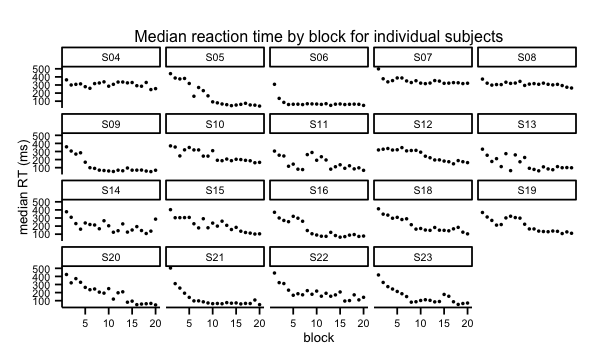 Median reaction time by block for individual subjects
S04 S05 S06 S07 S08
500
400
300
200
100
S09 S10 S11 S12 S13
500
400
300
200
100
S14 S15 S16 S18 S19
500
400
300
200
100
S20 S21 S22 S23
500
400
300
200
100
median RT (ms)
5 10 15 20 5 10 15 20 5 10 15 20 5 10 15 20
block